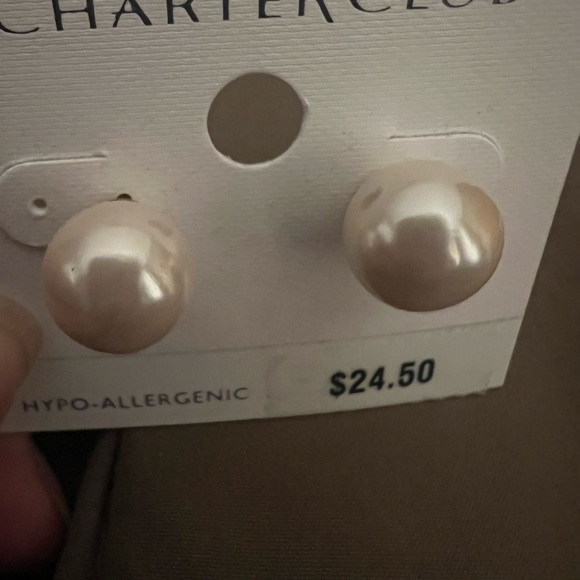 CHARTER CLUB
HYPO-ALLERGENIC
$24.50